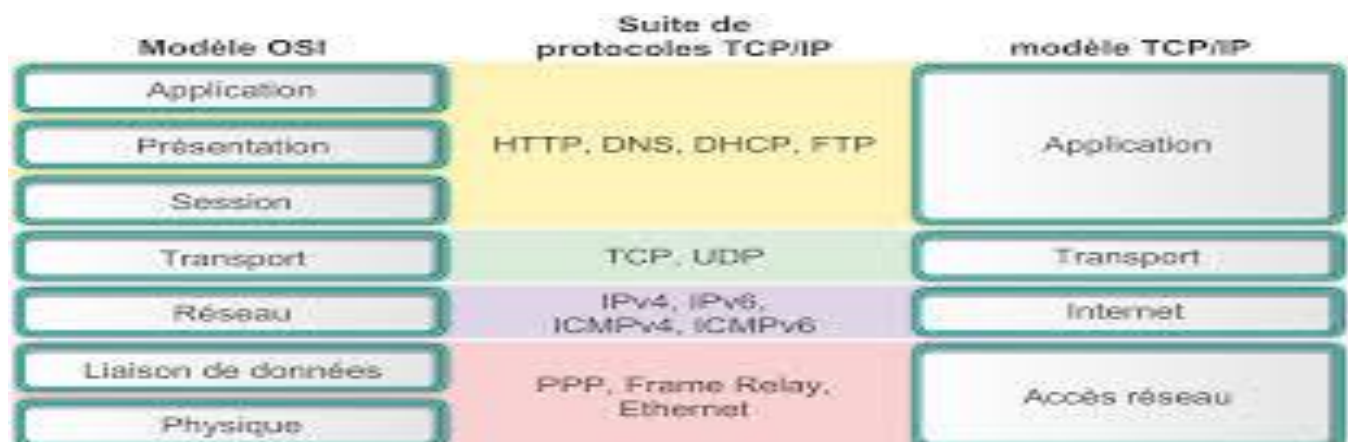 Modèle OSI
Suite de
protocoles TCP/IP
modèle TCP/IP
Application
Présentation
Session
HTTP, DNS, DHCP, FTP
Application
Transport
TCP, UDP
Transport
Réseau
IPv4, IPv6,
ICMPv4, ICMPv6
Internet
Liaison de données
Physique
PPP, Frame Relay,
Ethernet
Accès réseau